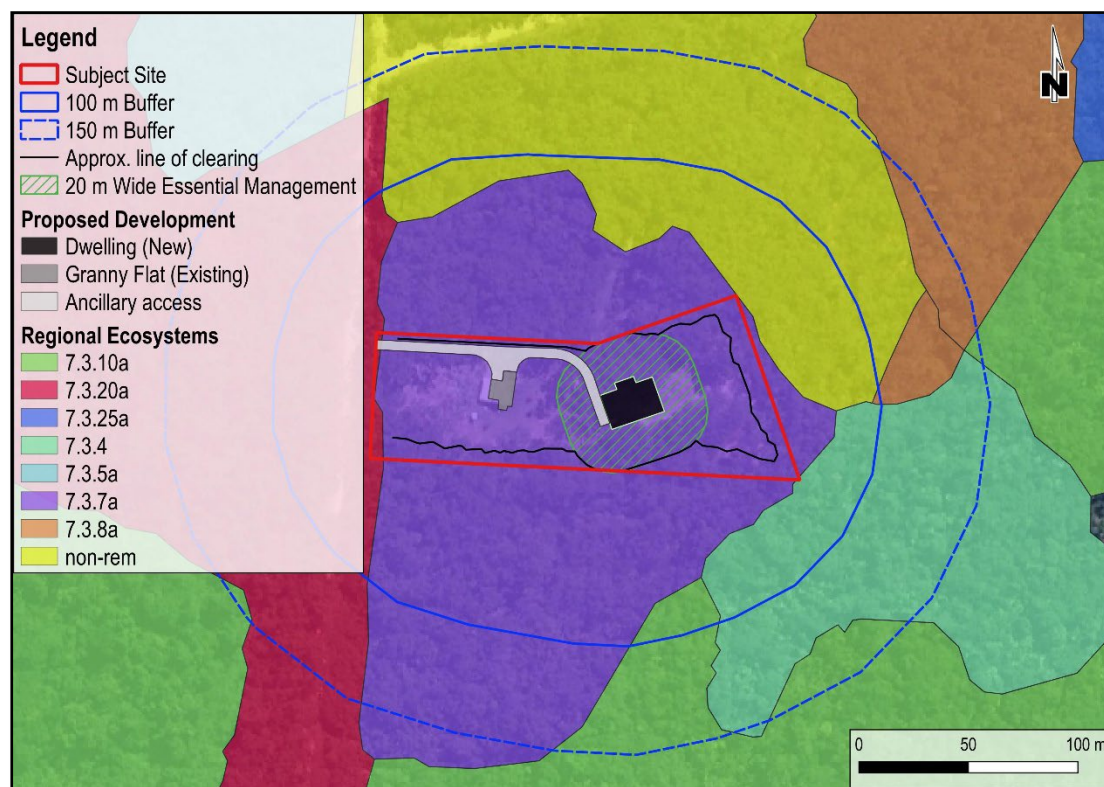 Legend
Subject Site
100 m Buffer
150 m Buffer
Approx. line of clearing
20 m Wide Essential Management
Proposed Development
Dwelling (New)
Granny Flat (Existing)
Ancillary access
Regional Ecosystems
7.3.10a
7.3.20a
7.3.25a
7.3.4
7.3.5a
7.3.7a
7.3.8a
non-rem
N
0 50 100 m